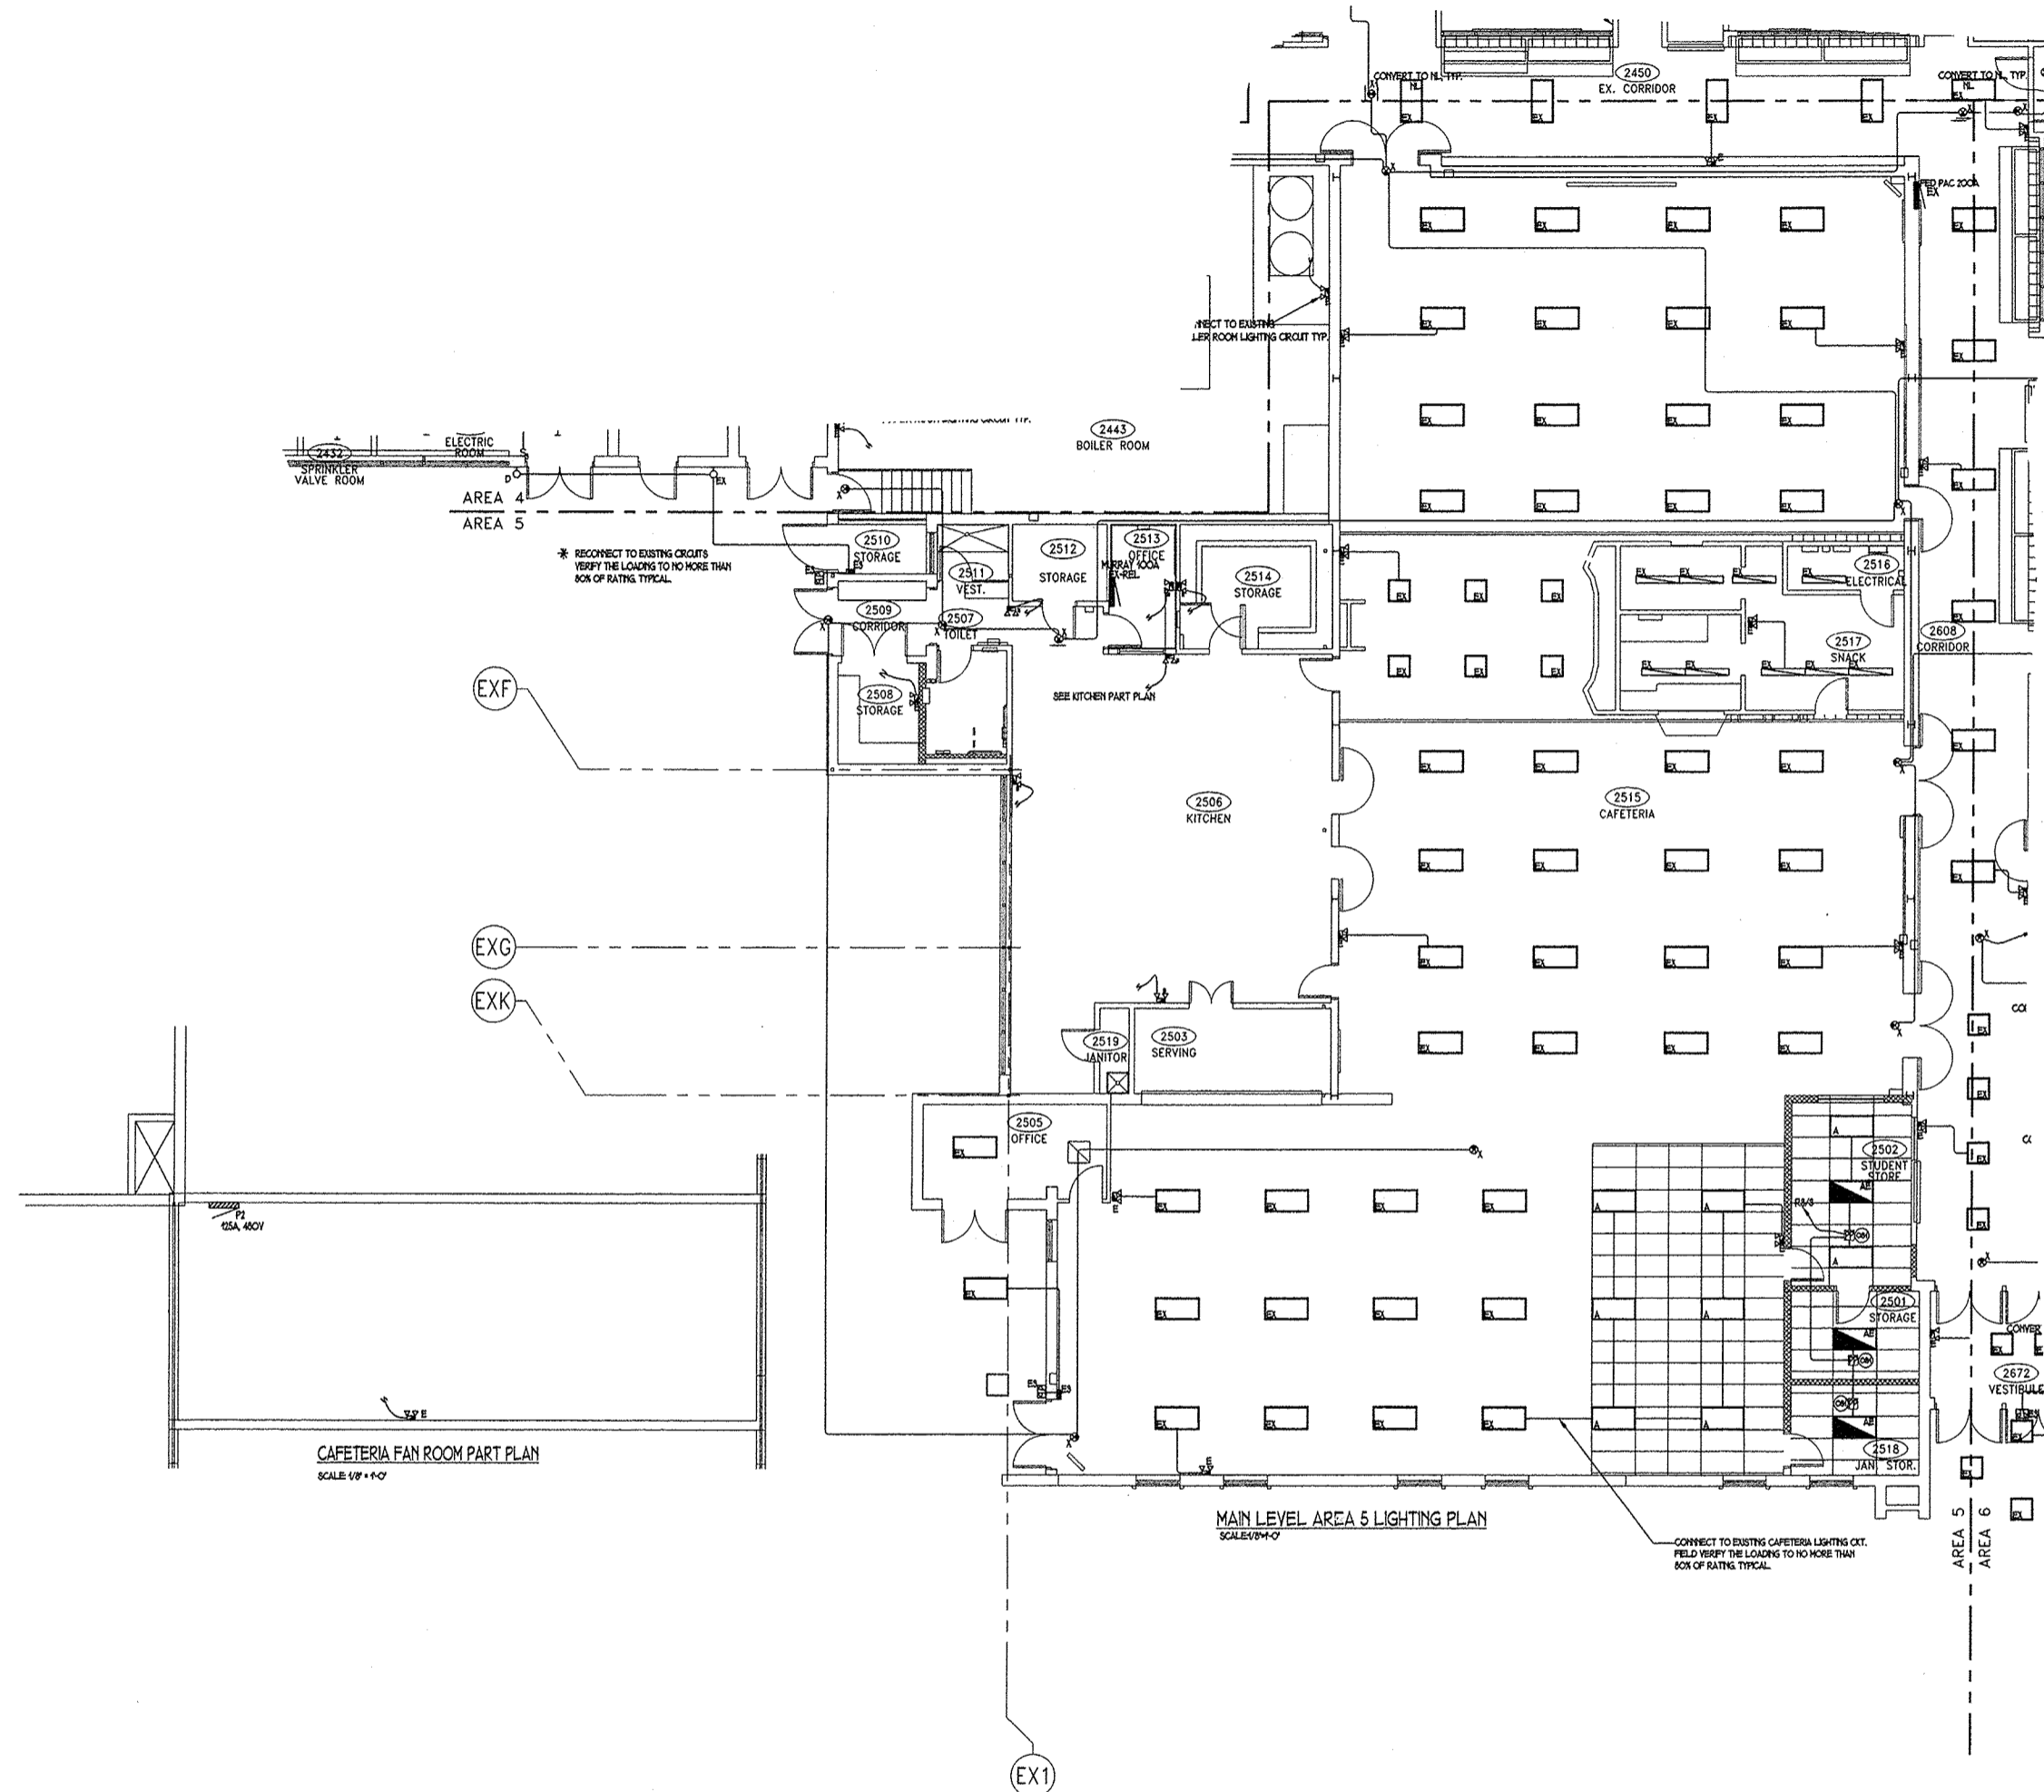 CONVERT TO NL, TYP.
NL
2450
EX. CORRIDOR
CONVERT TO NL, TYP.
NL
FED PAC 200A
EX
NNECT TO EXISTING
LER ROOM LIGHTING CIRCUIT TYP.
2443
BOILER ROOM
2432
SPRINKLER
VALVE ROOM
ELECTRIC
ROOM
AREA 4
AREA 5
RECONNECT TO EXISTING CIRCUITS
VERIFY THE LOADING TO NO MORE THAN
80% OF RATING. TYPICAL.
2510
STORAGE
2511
VEST.
2512
STORAGE
2513
OFFICE
MURRAY 100A
EX-REL
2514
STORAGE
2516
ELECTRICAL
2509
CORRIDOR
2507
TOILET
2517
SNACK
2608
CORRIDOR
2508
STORAGE
SEE KITCHEN PART PLAN
EXF
2506
KITCHEN
2515
CAFETERIA
EXG
EXK
2519
JANITOR
2503
SERVING
2505
OFFICE
2502
STUDENT
STORE
P2
125A, 480V
2501
STORAGE
2672
VESTIBULE
2518
JAN. STOR.
CAFETERIA FAN ROOM PART PLAN
SCALE: 1/8" = 1'-0"
MAIN LEVEL AREA 5 LIGHTING PLAN
SCALE:1/8"=1'-0"
CONNNECT TO EXISTING CAFETERIA LIGHTING CKT.
FIELD VERIFY THE LOADING TO NO MORE THAN
80% OF RATING. TYPICAL.
AREA 5
AREA 6
EX1